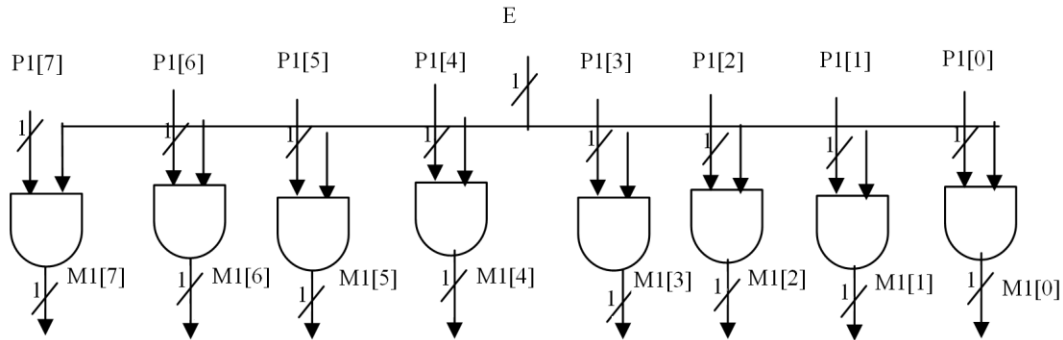 E
P1[7] P1[6] P1[5] P1[4] P1[3] P1[2] P1[1] P1[0]
1
1 1 1 1 1 1 1 1
M1[7] M1[6] M1[5] M1[4] M1[3] M1[2] M1[1] M1[0]
1 1 1 1 1 1 1 1